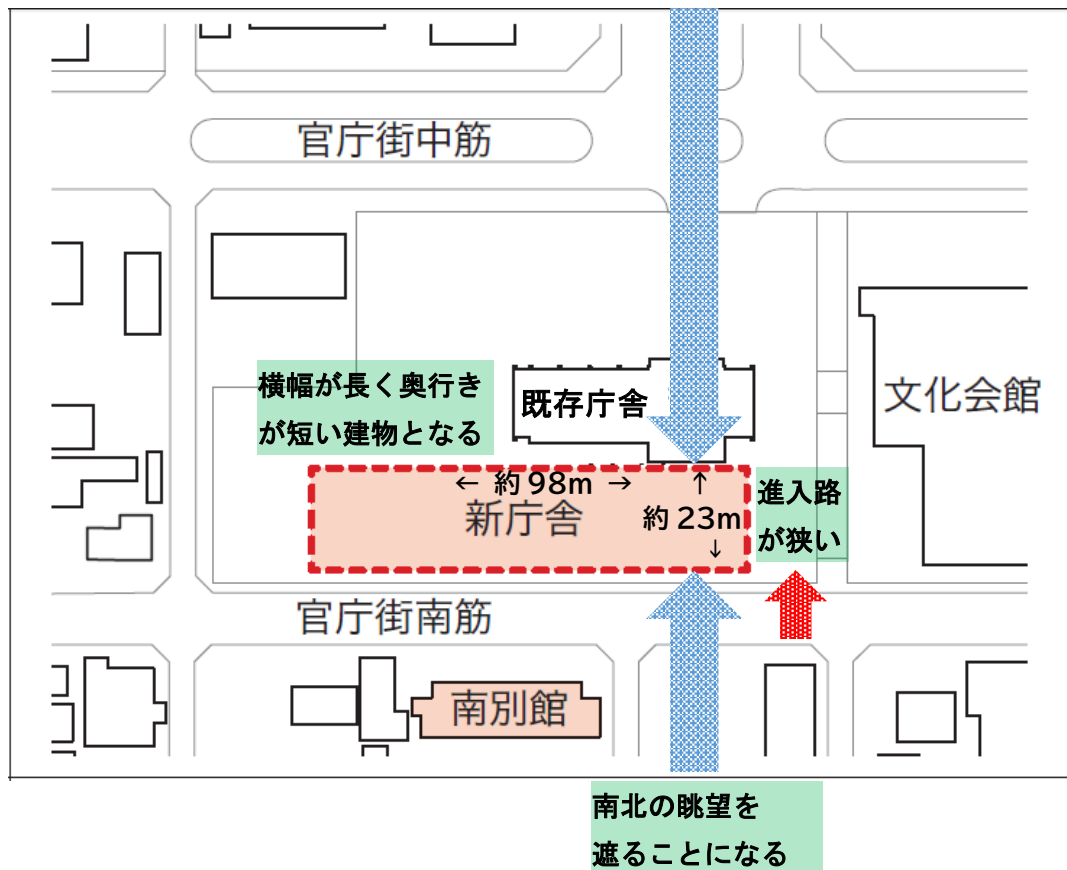 官庁街中筋
横幅が長く奥行き
が短い建物となる
既存庁舎
文化会館
← 約98m →
新庁舎
↑
約23m
↓
進入路
が狭い
官庁街南筋
南別館
南北の眺望を
遮ることになる